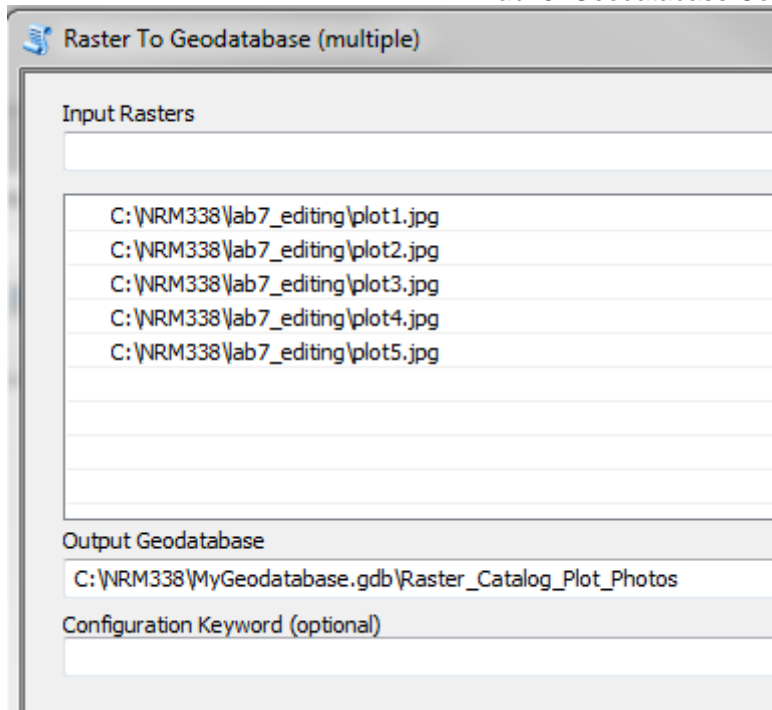 Raster To Geodatabase (multiple)
Input Rasters
C:\NRM338\lab7_editing\plot1.jpg
C:\NRM338\lab7_editing\plot2.jpg
C:\NRM338\lab7_editing\plot3.jpg
C:\NRM338\lab7_editing\plot4.jpg
C:\NRM338\lab7_editing\plot5.jpg
Output Geodatabase
C:\NRM338\MyGeodatabase.gdb\Raster_Catalog_Plot_Photos
Configuration Keyword (optional)